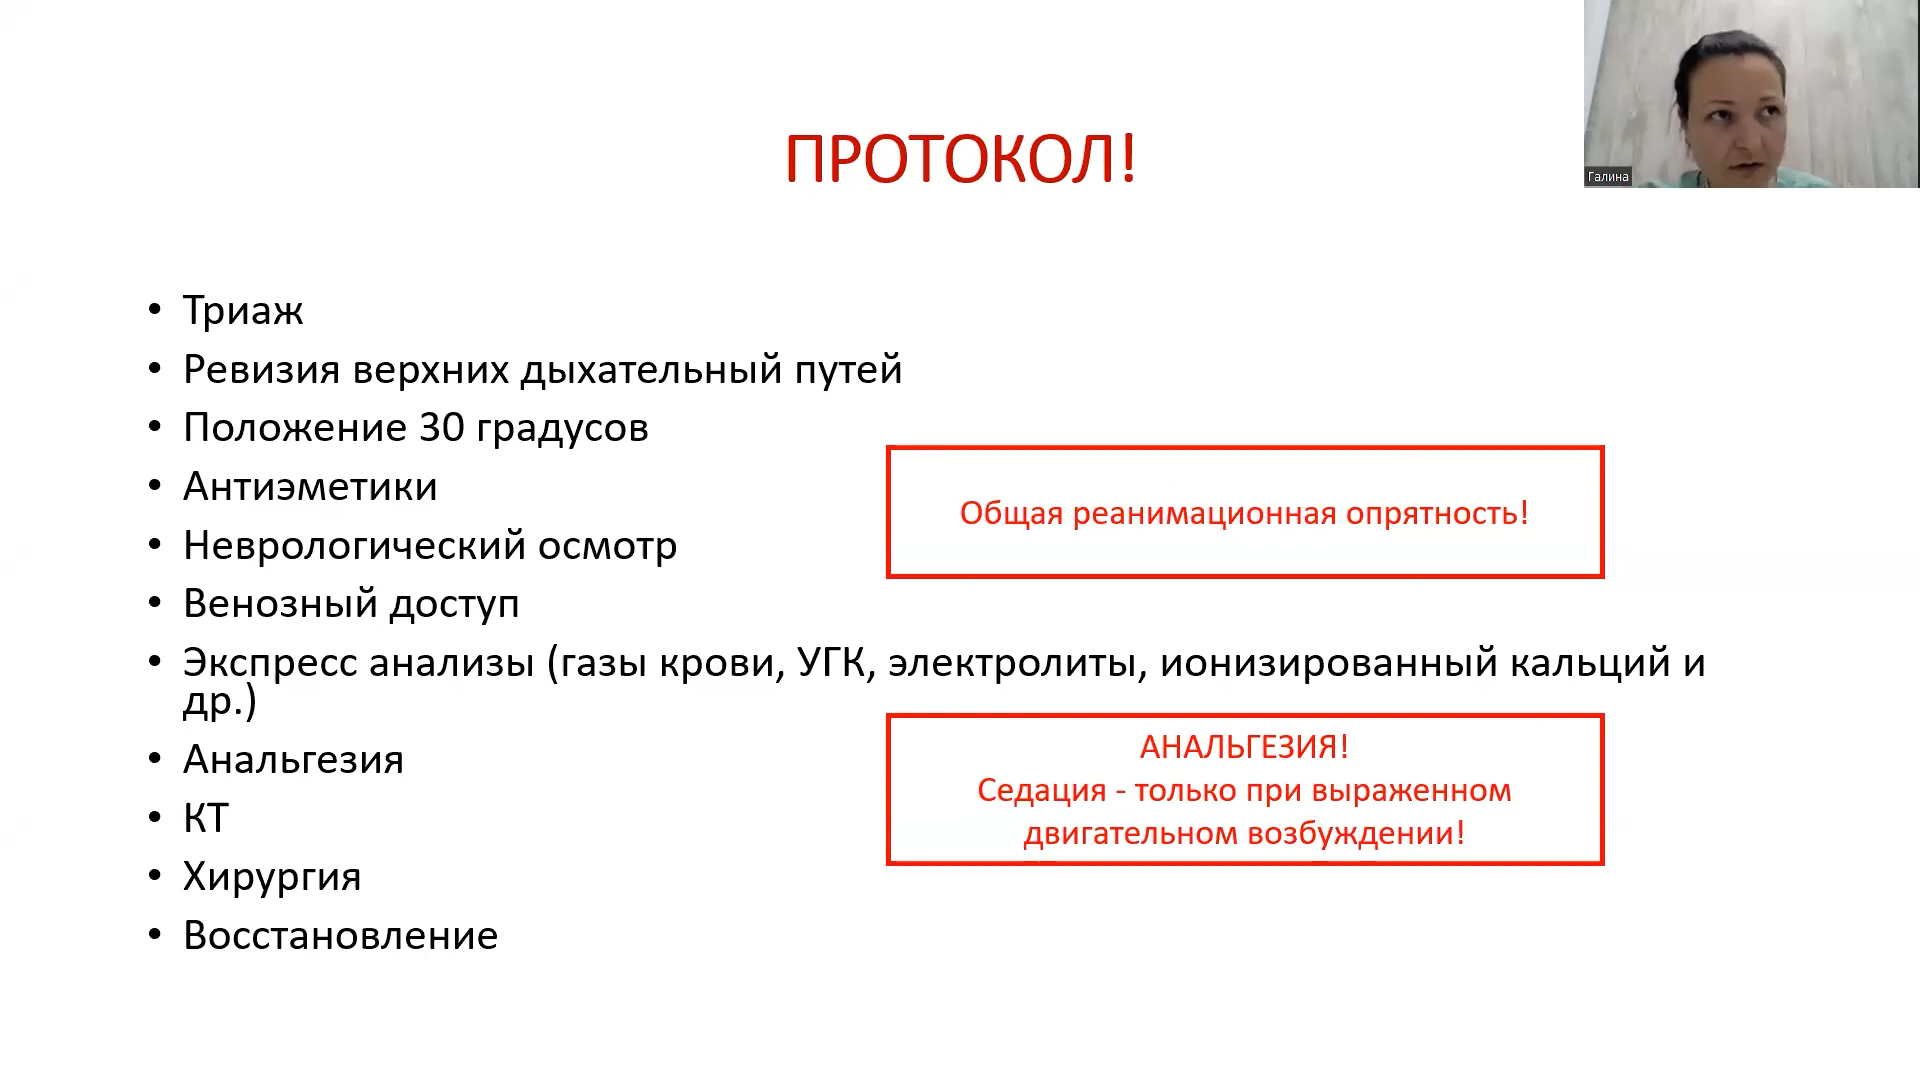 Галина
ПРОТОКОЛ!
• Триаж
• Ревизия верхних дыхательный путей
• Положение 30 градусов
• Антиэметики
• Неврологический осмотр
• Венозный доступ
• Экспресс анализы (газы крови, УГК, электролиты, ионизированный кальций и
др.)
• Анальгезия
• КТ
• Хирургия
• Восстановление
Общая реанимационная опрятность!
АНАЛЬГЕЗИЯ!
Седация - только при выраженном
двигательном возбуждении!